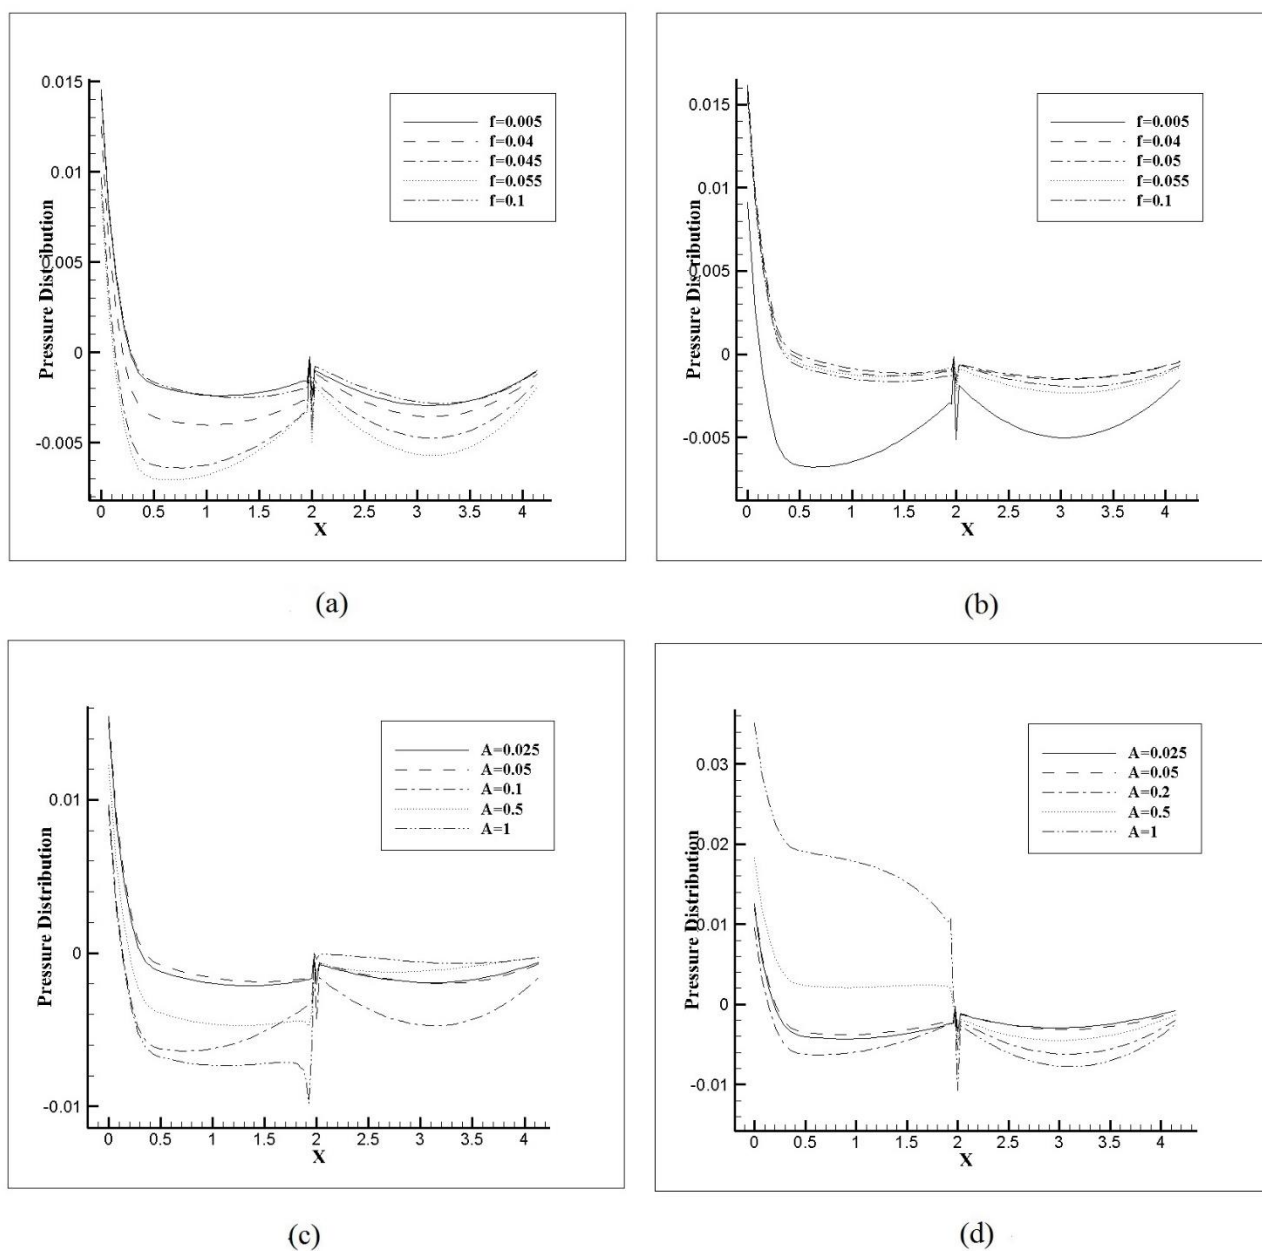 0.015
0.01
0.005
0
-0.005
Pressure Distribution
f=0.005
f=0.04
f=0.045
f=0.055
f=0.1
0 0.5 1 1.5 2 2.5 3 3.5 4
X
(a)
0.015
0.01
0.005
0
-0.005
Pressure Distribution
f=0.005
f=0.04
f=0.05
f=0.055
f=0.1
0 0.5 1 1.5 2 2.5 3 3.5 4
X
(b)
0.01
0
-0.01
Pressure Distribution
A=0.025
A=0.05
A=0.1
A=0.5
A=1
0 0.5 1 1.5 2 2.5 3 3.5 4
X
(c)
0.03
0.02
0.01
0
-0.01
Pressure Distribution
A=0.025
A=0.05
A=0.2
A=0.5
A=1
0 0.5 1 1.5 2 2.5 3 3.5 4
X
(d)